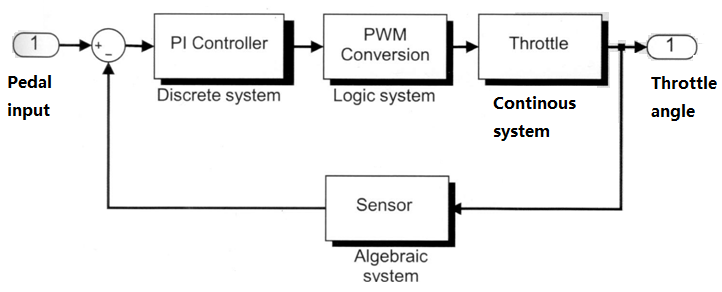 1
Pedal
input
+
-
PI Controller
Discrete system
PWM
Conversion
Logic system
Throttle
Continous
system
1
Throttle
angle
Sensor
Algebraic
system